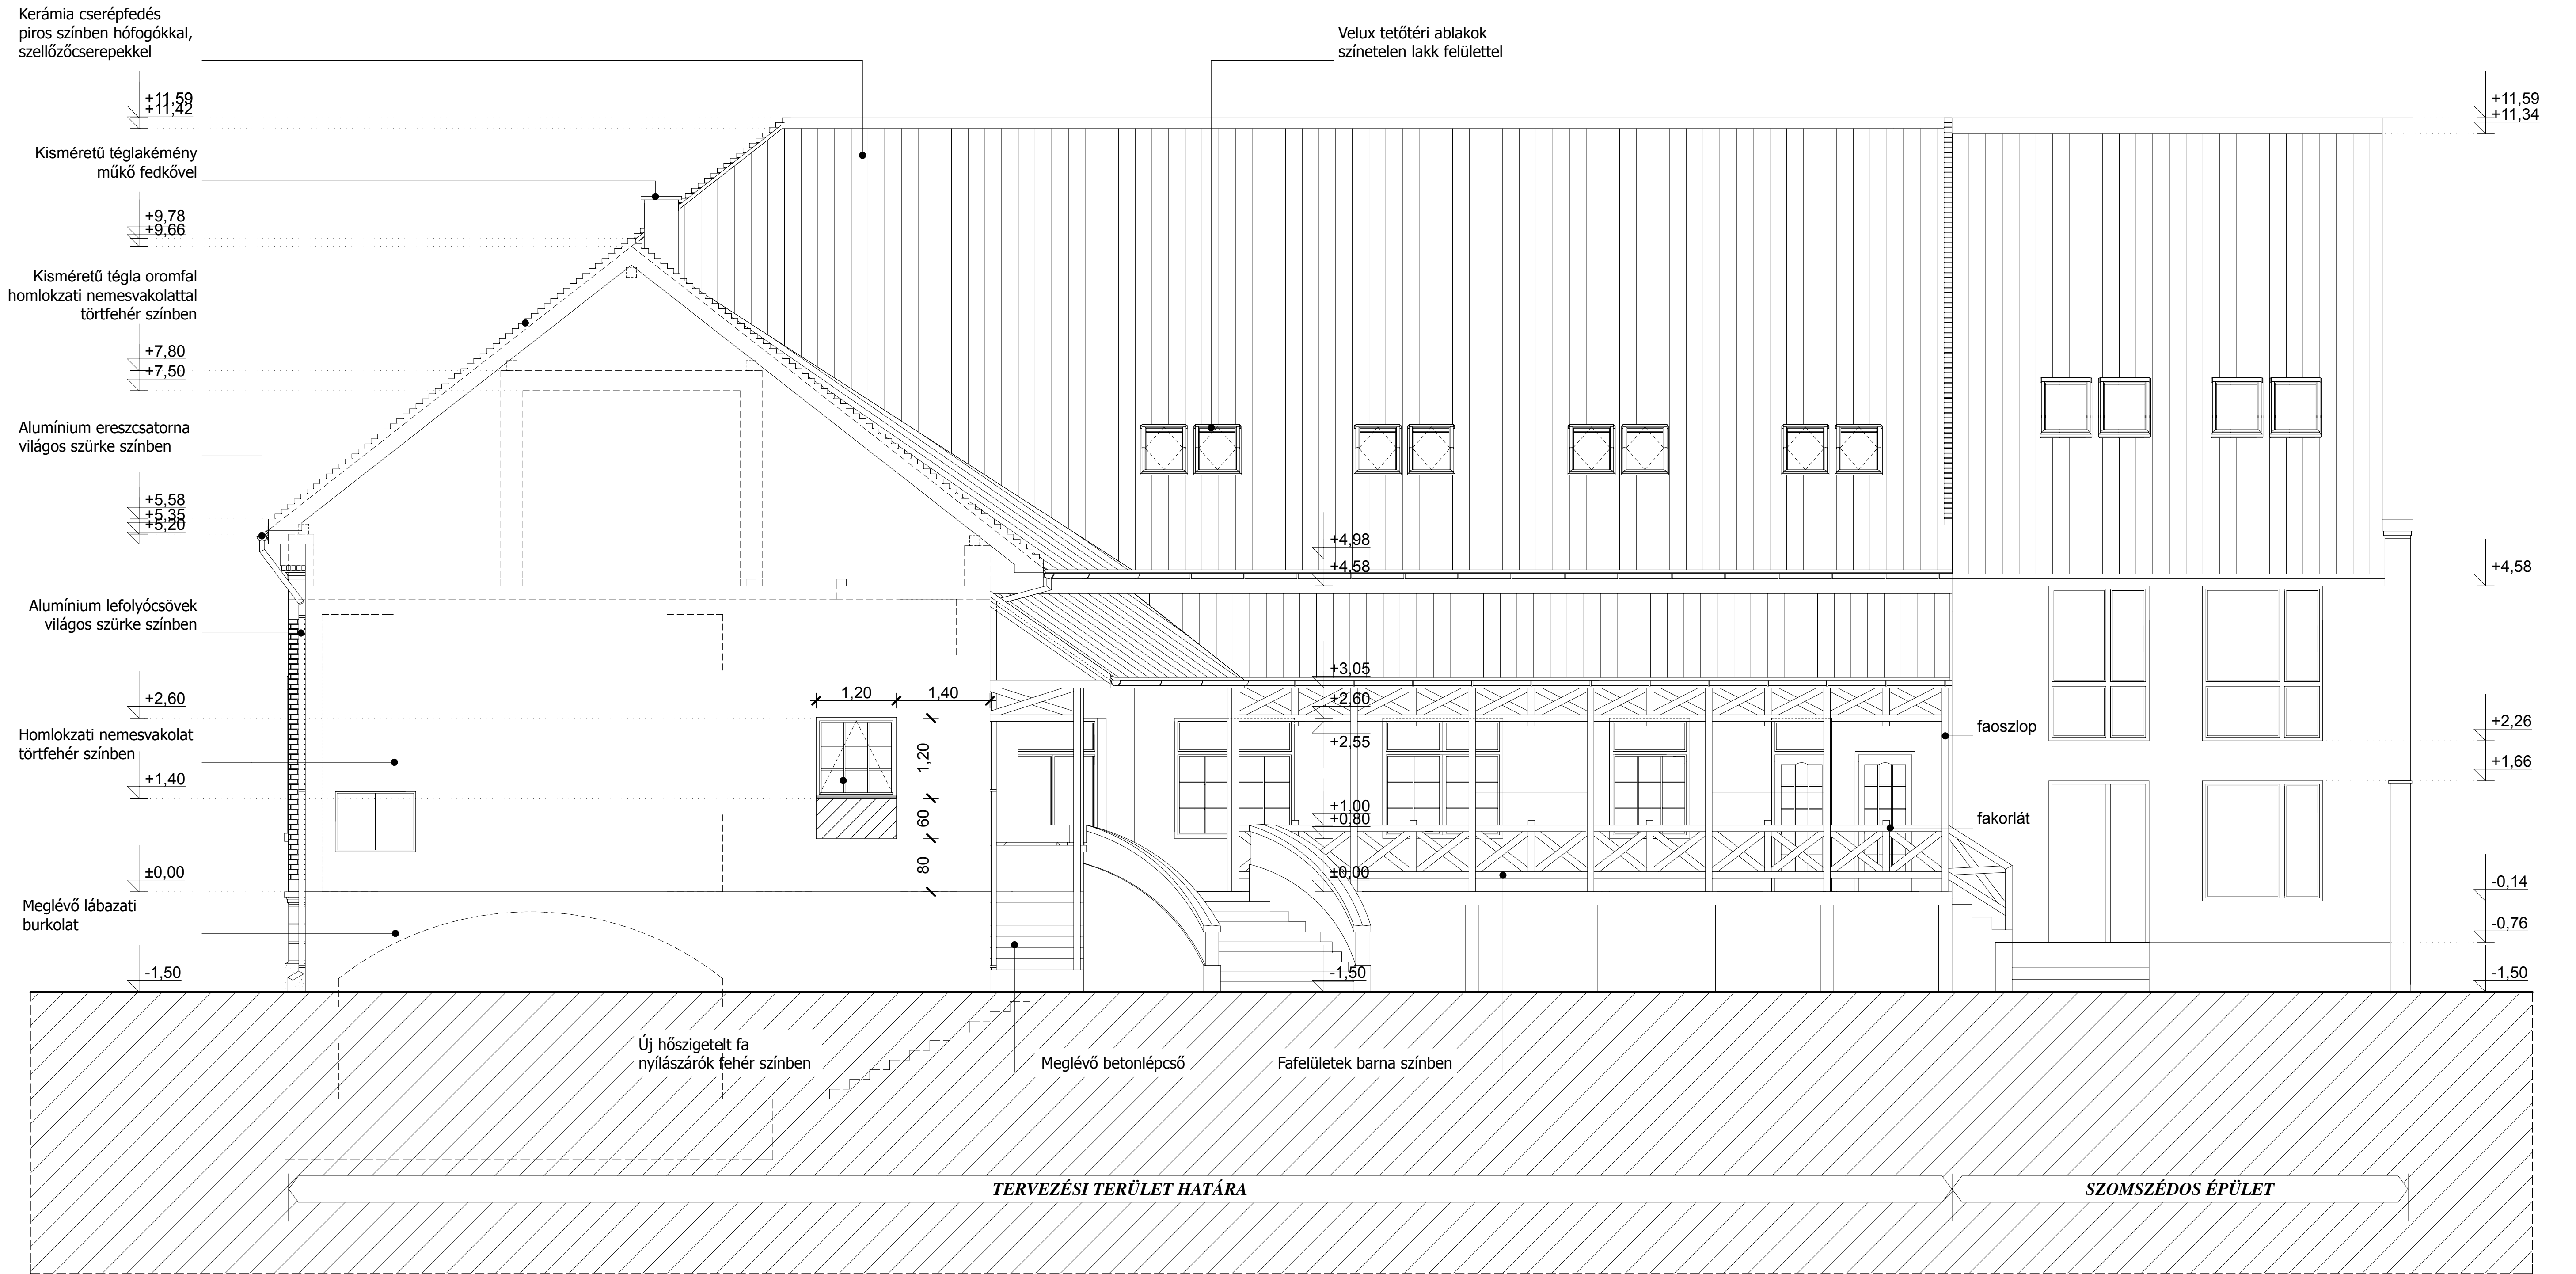 Kerámia cserépfedés
piros színben hófogókkal,
szellőzőcserepekkel
+11,59
+11,42
Kisméretű téglakémény
műkő fedkővel
+9,78
+9,66
Kisméretű tégla oromfal
homlokzati nemesvakolattal
törtfehér színben
+7,80
+7,50
Alumínium ereszcsatorna
világos szürke színben
+5,58
+5,35
+5,20
Alumínium lefolyócsövek
világos szürke színben
+2,60
Homlokzati nemesvakolat
törtfehér színben
+1,40
±0,00
Meglévő lábazati
burkolat
-1,50
Velux tetőtéri ablakok
színetelen lakk felülettel
1,20
1,40
1,20
60
80
+4,98
+4,58
+3,05
+2,60
+2,55
+1,00
+0,80
±0,00
-1,50
faoszlop
fakorlát
+11,59
+11,34
+4,58
+2,26
+1,66
-0,14
-0,76
-1,50
Új hőszigetelt fa
nyílászárók fehér színben
Meglévő betonlépcső
Fafelületek barna színben
TERVEZÉSI TERÜLET HATÁRA
SZOMSZÉDOS ÉPÜLET